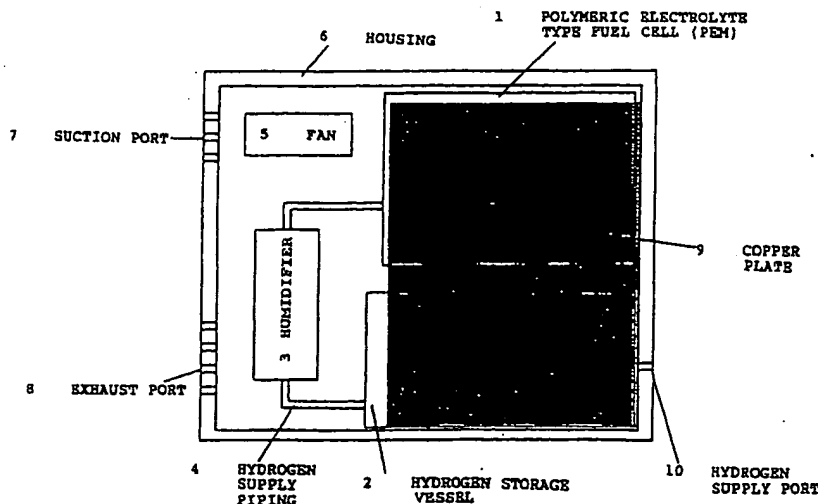 1 POLYMERIC ELECTROLYTE
TYPE FUEL CELL (PEM)
6 HOUSING
7 SUCTION PORT
5 FAN
3 HUMIDIFIER
9 COPPER
PLATE
8 EXHAUST PORT
4 HYDROGEN
SUPPLY
PIPING
2 HYDROGEN STORAGE
VESSEL
10 HYDROGEN
SUPPLY PORT